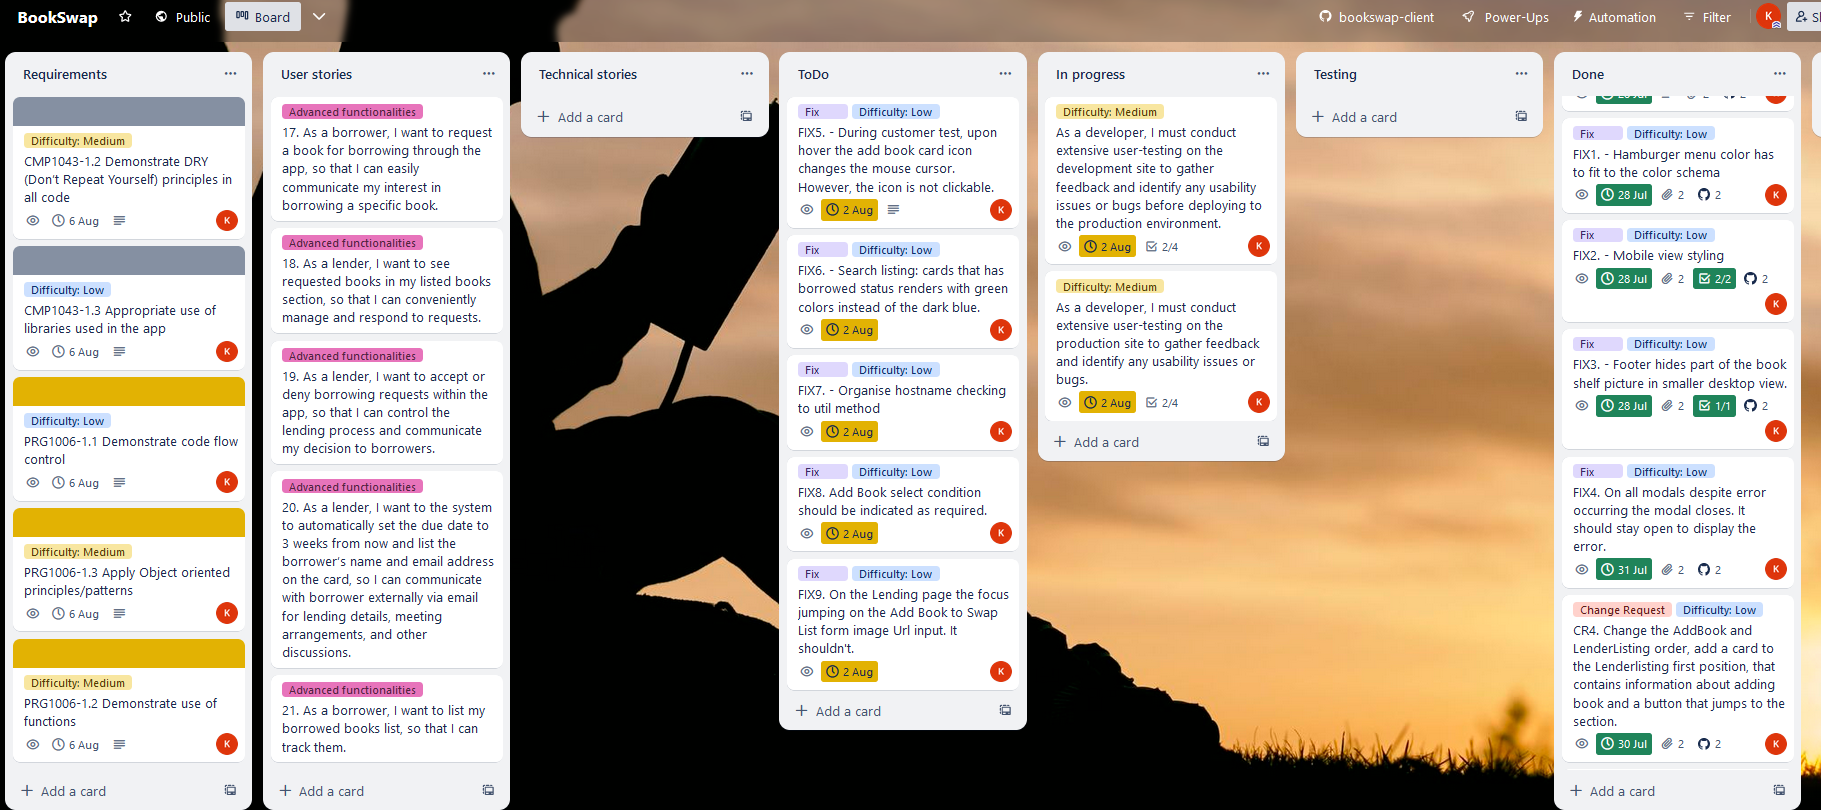 BookSwap
Public
Board
bookswap-client
Power-Ups
Automation
Filter
K
Requirements
Difficulty: Medium
CMP1043-1.2 Demonstrate DRY
(Don't Repeat Yourself) principles in
all code
6 Aug
K
Difficulty: Low
CMP1043-1.3 Appropriate use of
libraries used in the app
6 Aug
K
Difficulty: Low
PRG1006-1.1 Demonstrate code flow
control
6 Aug
K
Difficulty: Medium
PRG1006-1.3 Apply Object oriented
principles/patterns
6 Aug
K
Difficulty: Medium
PRG1006-1.2 Demonstrate use of
functions
6 Aug
K
Add a card
User stories
Advanced functionalities
17. As a borrower, I want to request
a book for borrowing through the
app, so that I can easily
communicate my interest in
borrowing a specific book.
Advanced functionalities
18. As a lender, I want to see
requested books in my listed books
section, so that I can conveniently
manage and respond to requests.
Advanced functionalities
19. As a lender, I want to accept or
deny borrowing requests within the
app, so that I can control the
lending process and communicate
my decision to borrowers.
Advanced functionalities
20. As a lender, I want to the system
to automatically set the due date to
3 weeks from now and list the
borrower's name and email address
on the card, so I can communicate
with borrower externally via email
for lending details, meeting
arrangements, and other
discussions.
Advanced functionalities
21. As a borrower, I want to list my
borrowed books list, so that I can
track them.
Add a card
Technical stories
Add a card
ToDo
Fix Difficulty: Low
FIX5. - During customer test, upon
hover the add book card icon
changes the mouse cursor.
However, the icon is not clickable.
2 Aug
K
Fix Difficulty: Low
FIX6. - Search listing: cards that has
borrowed status renders with green
colors instead of the dark blue.
2 Aug
K
Fix Difficulty: Low
FIX7. - Organise hostname checking
to util method
2 Aug
K
Fix Difficulty: Low
FIX8. Add Book select condition
should be indicated as required.
2 Aug
K
Fix Difficulty: Low
FIX9. On the Lending page the focus
jumping on the Add Book to Swap
List form image Url input. It
shouldn't.
2 Aug
K
Add a card
In progress
Difficulty: Medium
As a developer, I must conduct
extensive user-testing on the
development site to gather
feedback and identify any usability
issues or bugs before deploying to
the production environment.
2 Aug 2/4
K
Difficulty: Medium
As a developer, I must conduct
extensive user-testing on the
production site to gather feedback
and identify any usability issues or
bugs.
2 Aug 2/4
K
Add a card
Testing
Add a card
Done
Fix Difficulty: Low
FIX1. - Hamburger menu color has
to fit to the color schema
28 Jul 2 2
K
Fix Difficulty: Low
FIX2. - Mobile view styling
28 Jul 2 2/2 2
K
Fix Difficulty: Low
FIX3. - Footer hides part of the book
shelf picture in smaller desktop view.
28 Jul 2 1/1 2
K
Fix Difficulty: Low
FIX4. On all modals despite error
occurring the modal closes. It
should stay open to display the
error.
31 Jul 2 2
K
Change Request Difficulty: Low
CR4. Change the AddBook and
LenderListing order, add a card to
the Lenderlisting first position, that
contains information about adding
book and a button that jumps to the
section.
30 Jul 2 2
K
Add a card